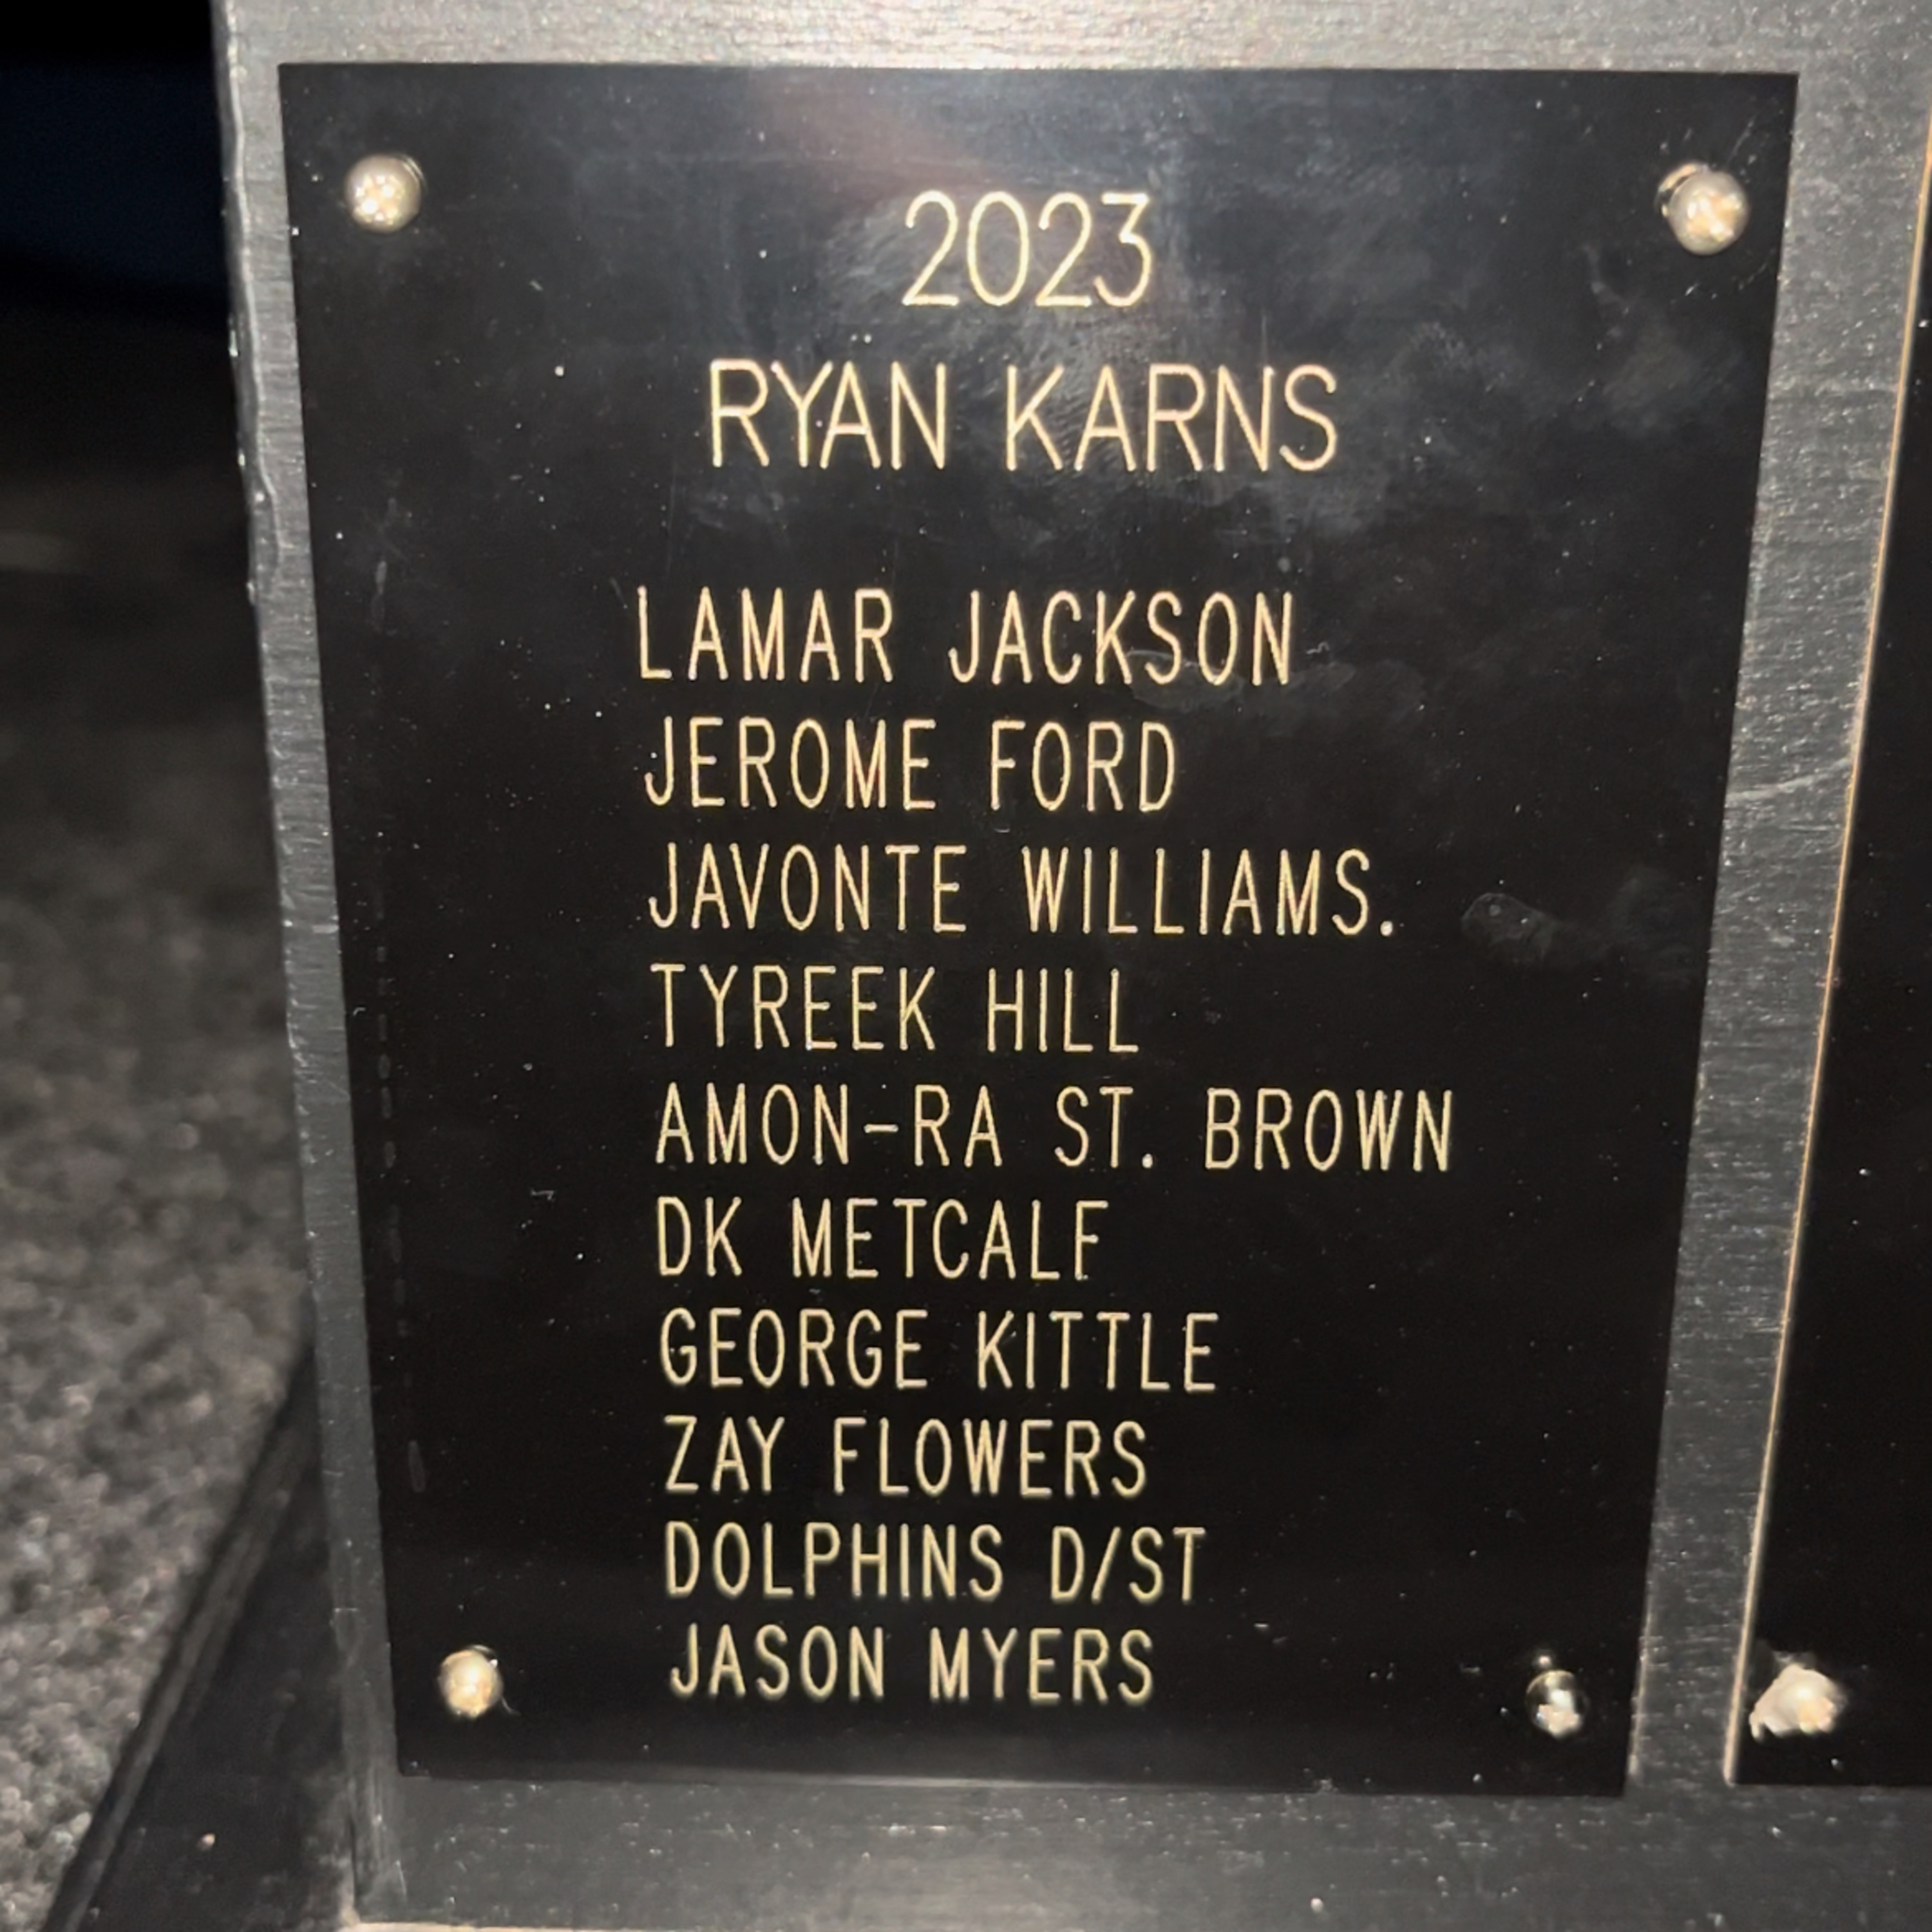 2023
RYAN KARNS
LAMAR JACKSON
JEROME FORD
JAVONTE WILLIAMS.
TYREEK HILL
AMON-RA ST. BROWN
DK METCALF
GEORGE KITTLE
ZAY FLOWERS
DOLPHINS D/ST
JASON MYERS